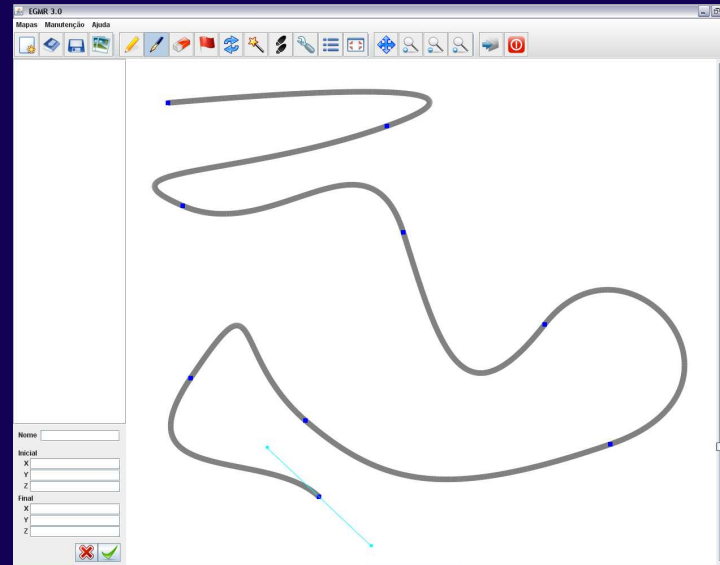 EGMR 3.0
Mapas Manutenção Ajuda
Nome
Inicial
X
Y
Z
Final
X
Y
Z